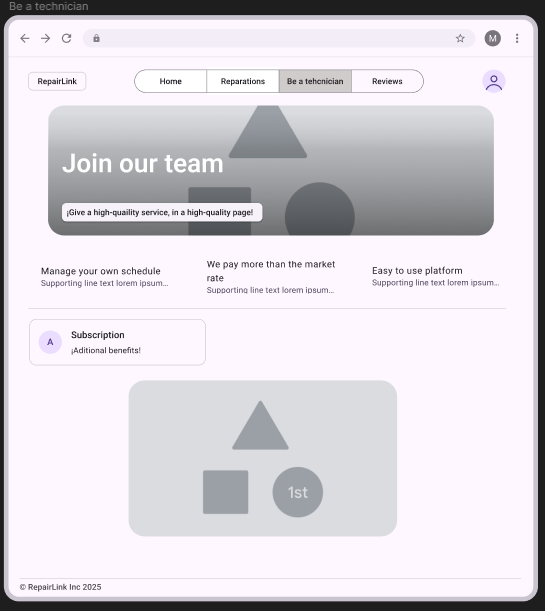 Be a technician
M
RepairLink
Home
Reparations
Be a tehcnician
Reviews
Join our team
¡Give a high-quaility service, in a high-quality page!
Manage your own schedule
Supporting line text lorem ipsum...
We pay more than the market
rate
Supporting line text lorem ipsum...
Easy to use platform
Supporting line text lorem ipsum...
A
Subscription
¡Aditional benefits!
1st
© RepairLink Inc 2025